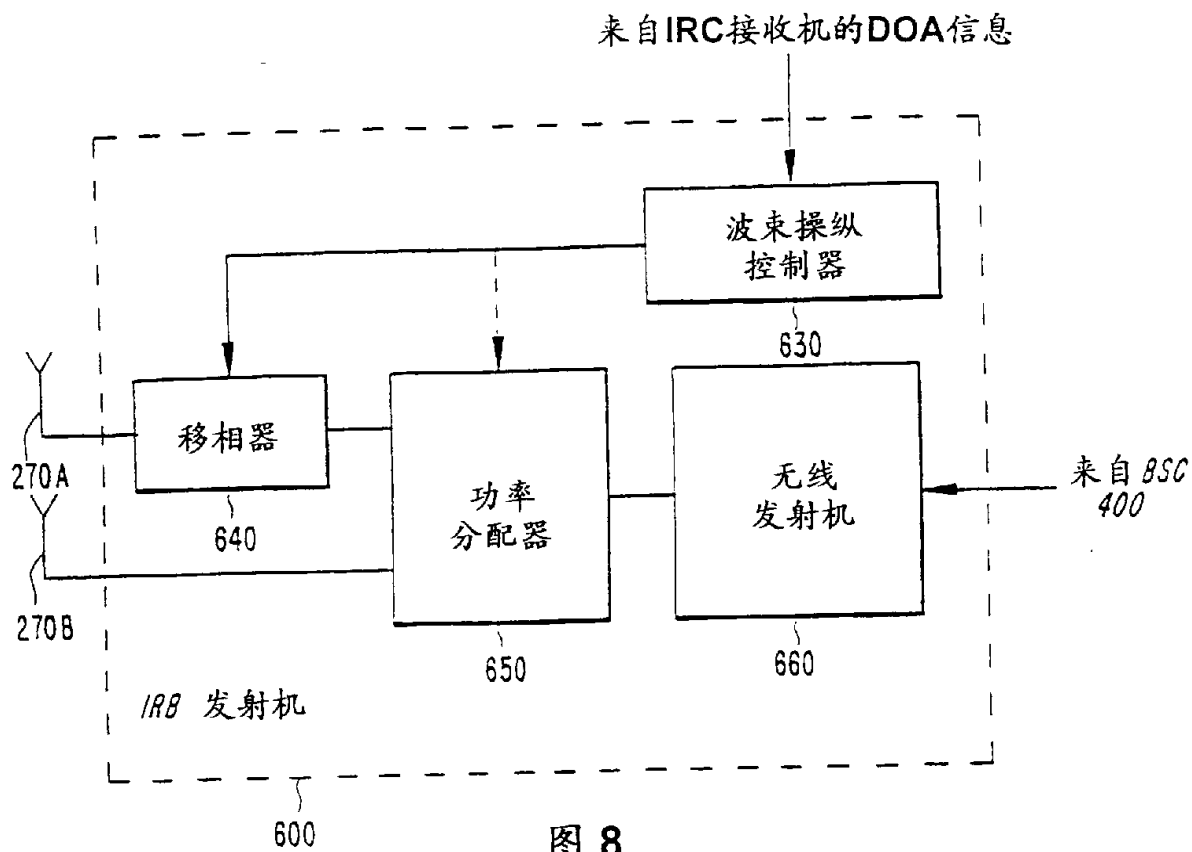 来自IRC接收机的DOA信息
波束操纵
控制器
630
移相器
640
270A
270B
功率
分配器
650
无线
发射机
660
来自 BSC
400
IRB 发射机
600
图 8